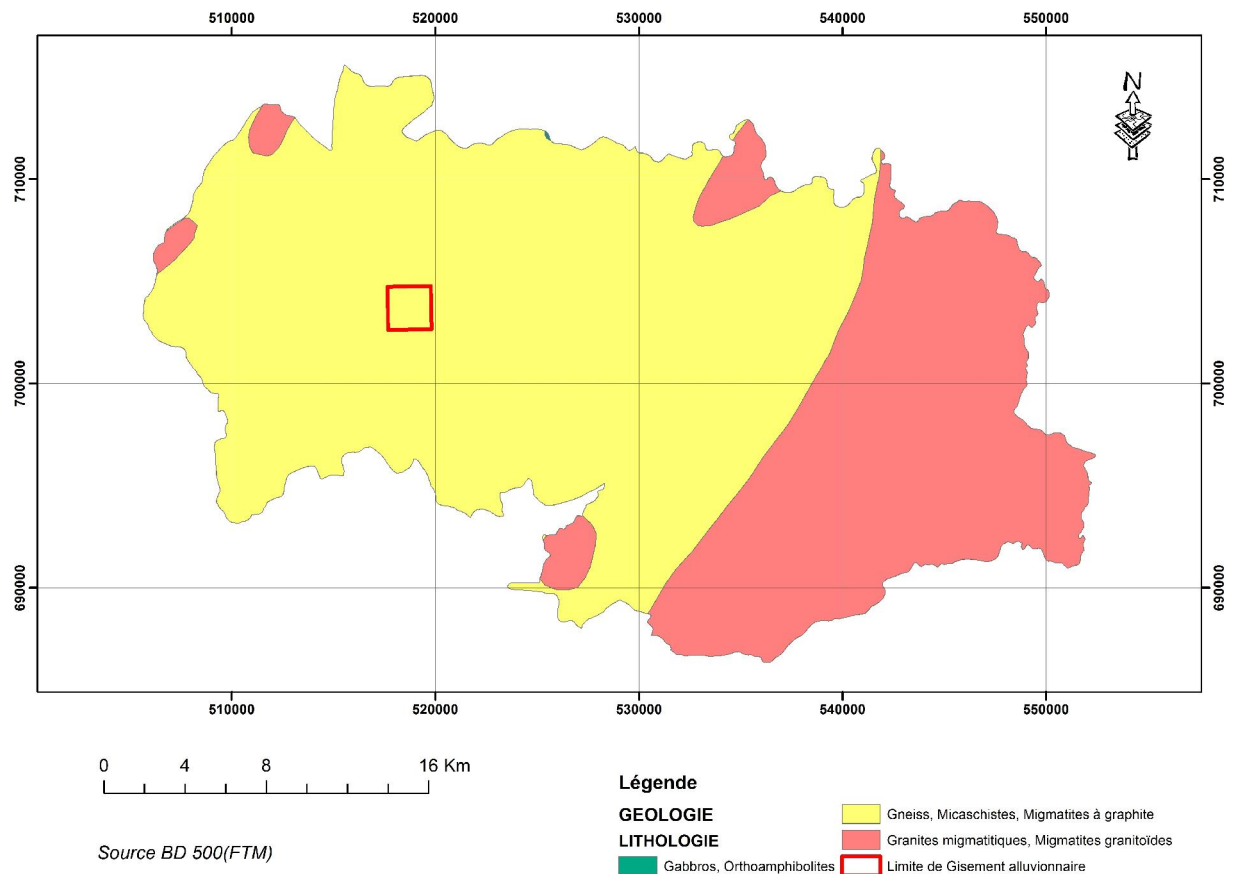 510000 520000 530000 540000 550000
N
710000 710000
700000 700000
690000 690000
510000 520000 530000 540000 550000
0 4 8 16 Km
Légende
GEOLOGIE
Gneiss, Micaschistes, Migmatites à graphite
LITHOLOGIE
Granites migmatitiques, Migmatites granitoïdes
Source BD 500(FTM)
Gabbros, Orthoamphibolites
Limite de Gisement alluvionnaire